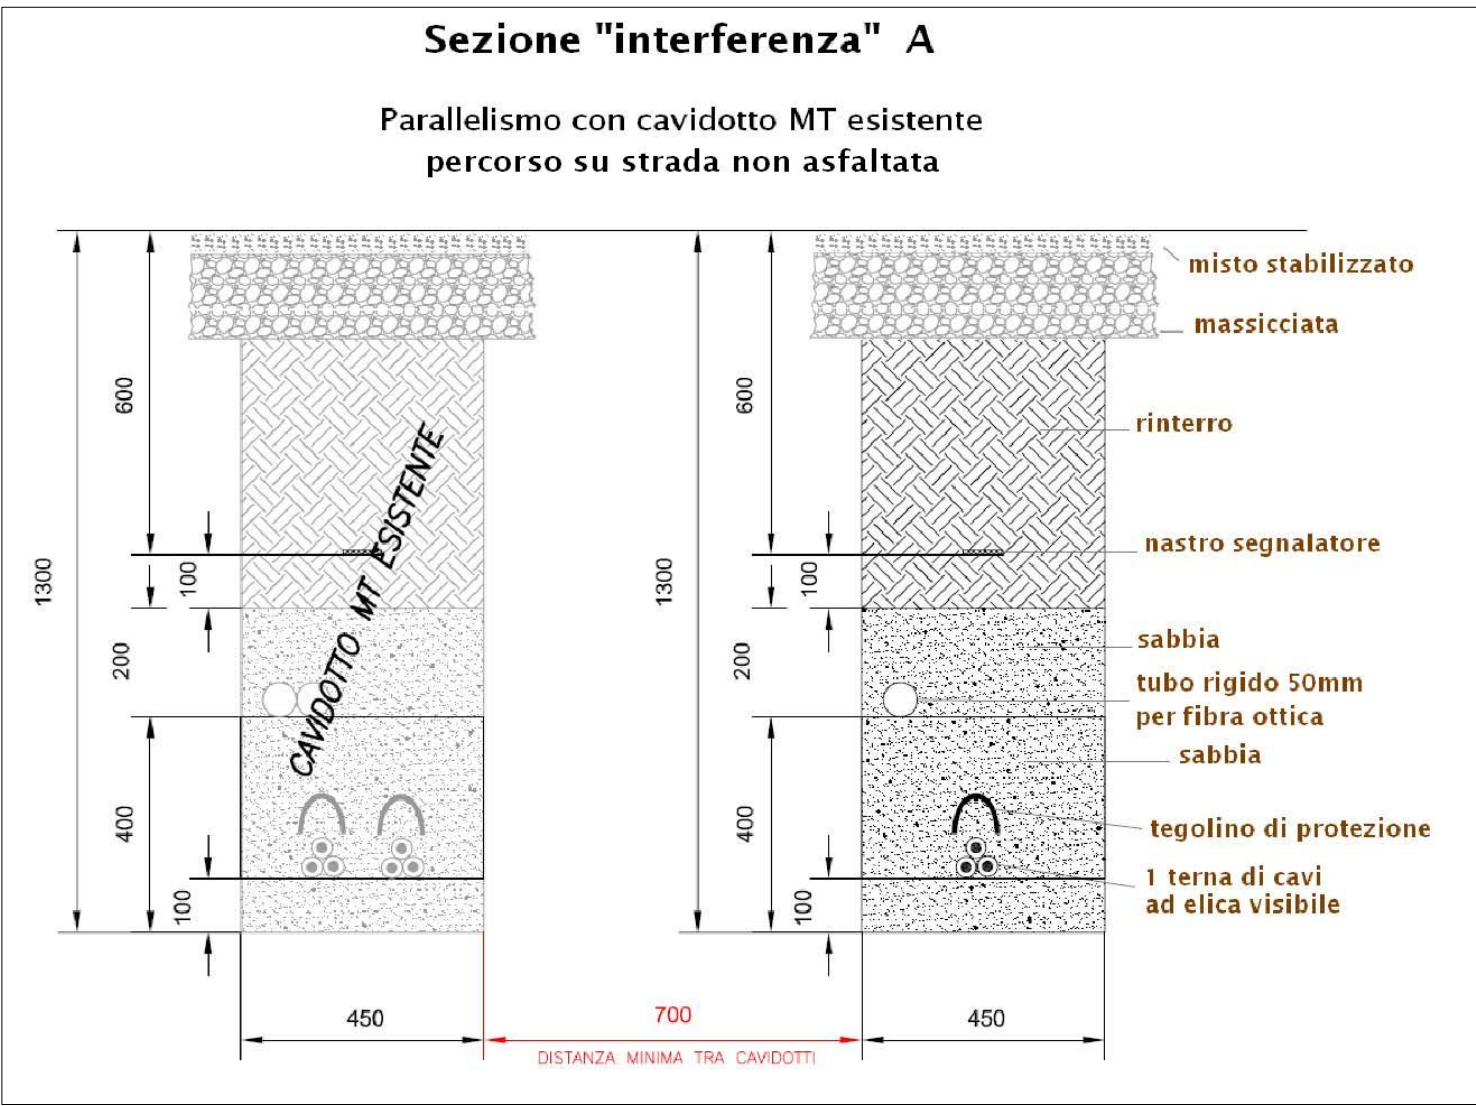 Sezione "interferenza" A
Parallelismo con cavidotto MT esistente
percorso su strada non asfaltata
misto stabilizzato
massicciata
rinterro
nastro segnalatore
sabbia
tubo rigido 50mm
per fibra ottica
sabbia
tegolino di protezione
1 terna di cavi
ad elica visibile
CAVIDOTTO MT ESISTENTE
1300
600
100
200
400
100
450
1300
600
100
200
400
100
450
700
DISTANZA MINIMA TRA CAVIDOTTI